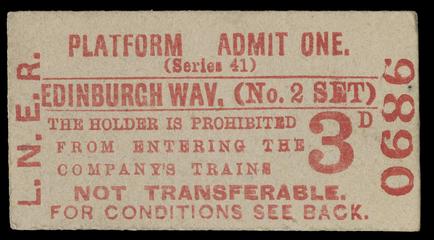 L.N.E.R.
PLATFORM ADMIT ONE.
(Series 41)
EDINBURGH WAV, (No. 2 SET)
THE HOLDER IS PROHIBITED
FROM ENTERING THE
COMPANY'S TRAINS
3D
NOT TRANSFERABLE.
FOR CONDITIONS SEE BACK.
0686